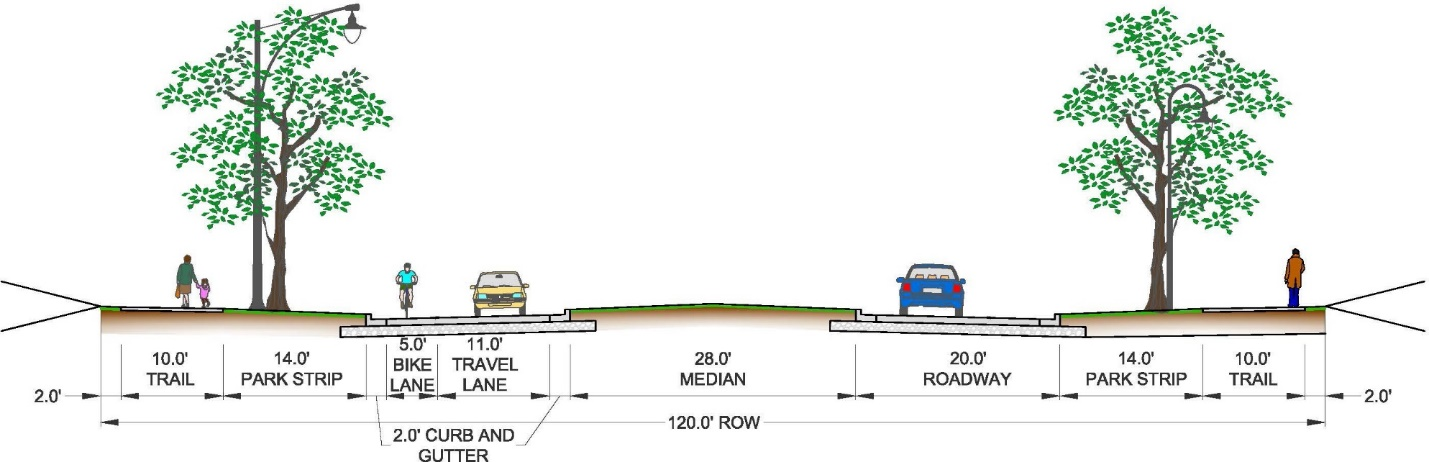 10.0'
TRAIL
14.0'
PARK STRIP
5.0'
BIKE
LANE
11.0'
TRAVEL
LANE
28.0'
MEDIAN
20.0'
ROADWAY
14.0'
PARK STRIP
10.0'
TRAIL
2.0'
2.0'
120.0' ROW
2.0' CURB AND
GUTTER